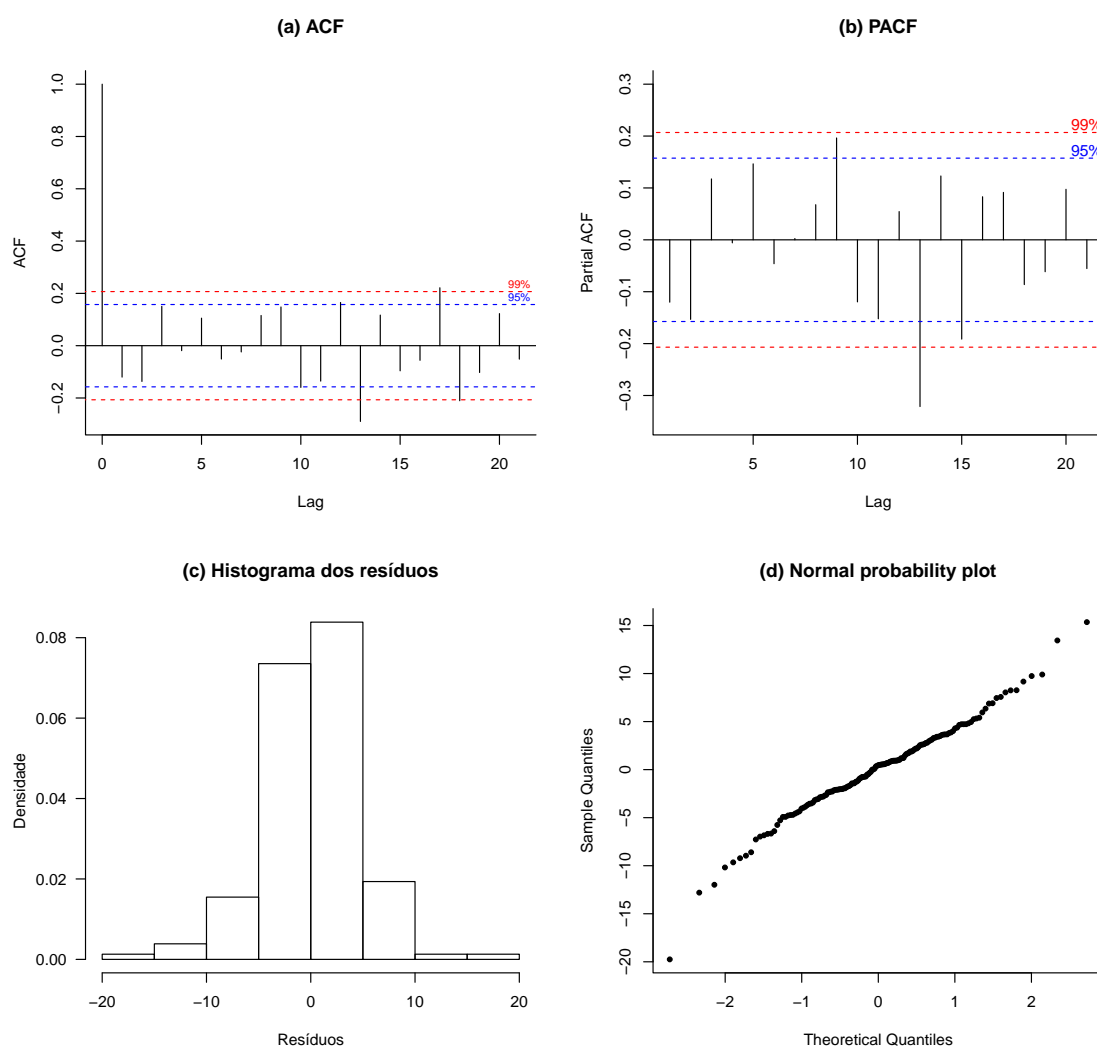 (a) ACF
ACF
1.0
0.8
0.6
0.4
0.2
0.0
−0.2
99%
95%
0 5 10 15 20
Lag
(b) PACF
Partial ACF
0.3
0.2
0.1
0.0
−0.1
−0.2
−0.3
99%
95%
5 10 15 20
Lag
(c) Histograma dos resíduos
Densidade
0.08
0.06
0.04
0.02
0.00
−20 −10 0 10 20
Resíduos
(d) Normal probability plot
Sample Quantiles
15
10
5
0
−5
−10
−15
−20
−2 −1 0 1 2
Theoretical Quantiles